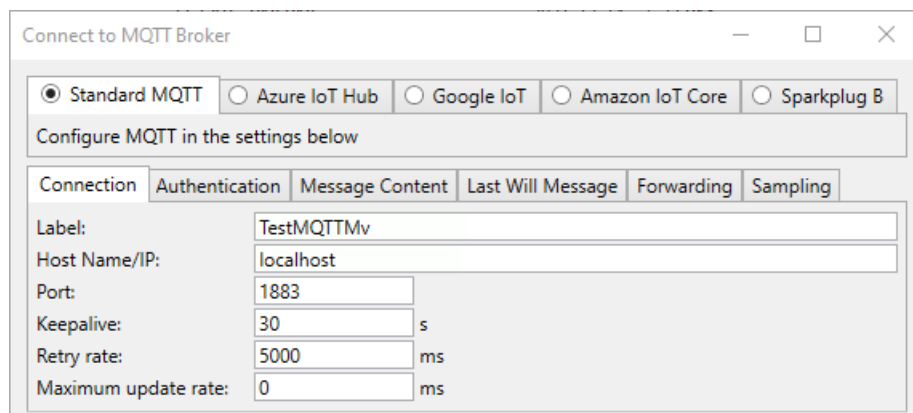 Connect to MQTT Broker
Standard MQTT Azure IoT Hub Google IoT Amazon IoT Core Sparkplug B
Configure MQTT in the settings below
Connection Authentication Message Content Last Will Message Forwarding Sampling
Label: TestMQTTMv
Host Name/IP: localhost
Port: 1883
Keepalive: 30 s
Retry rate: 5000 ms
Maximum update rate: 0 ms